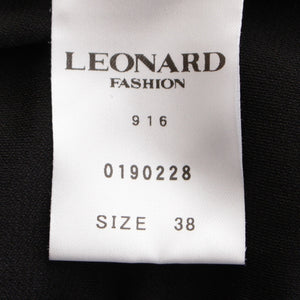 LEONARD
FASHION
916
0190228
SIZE 38